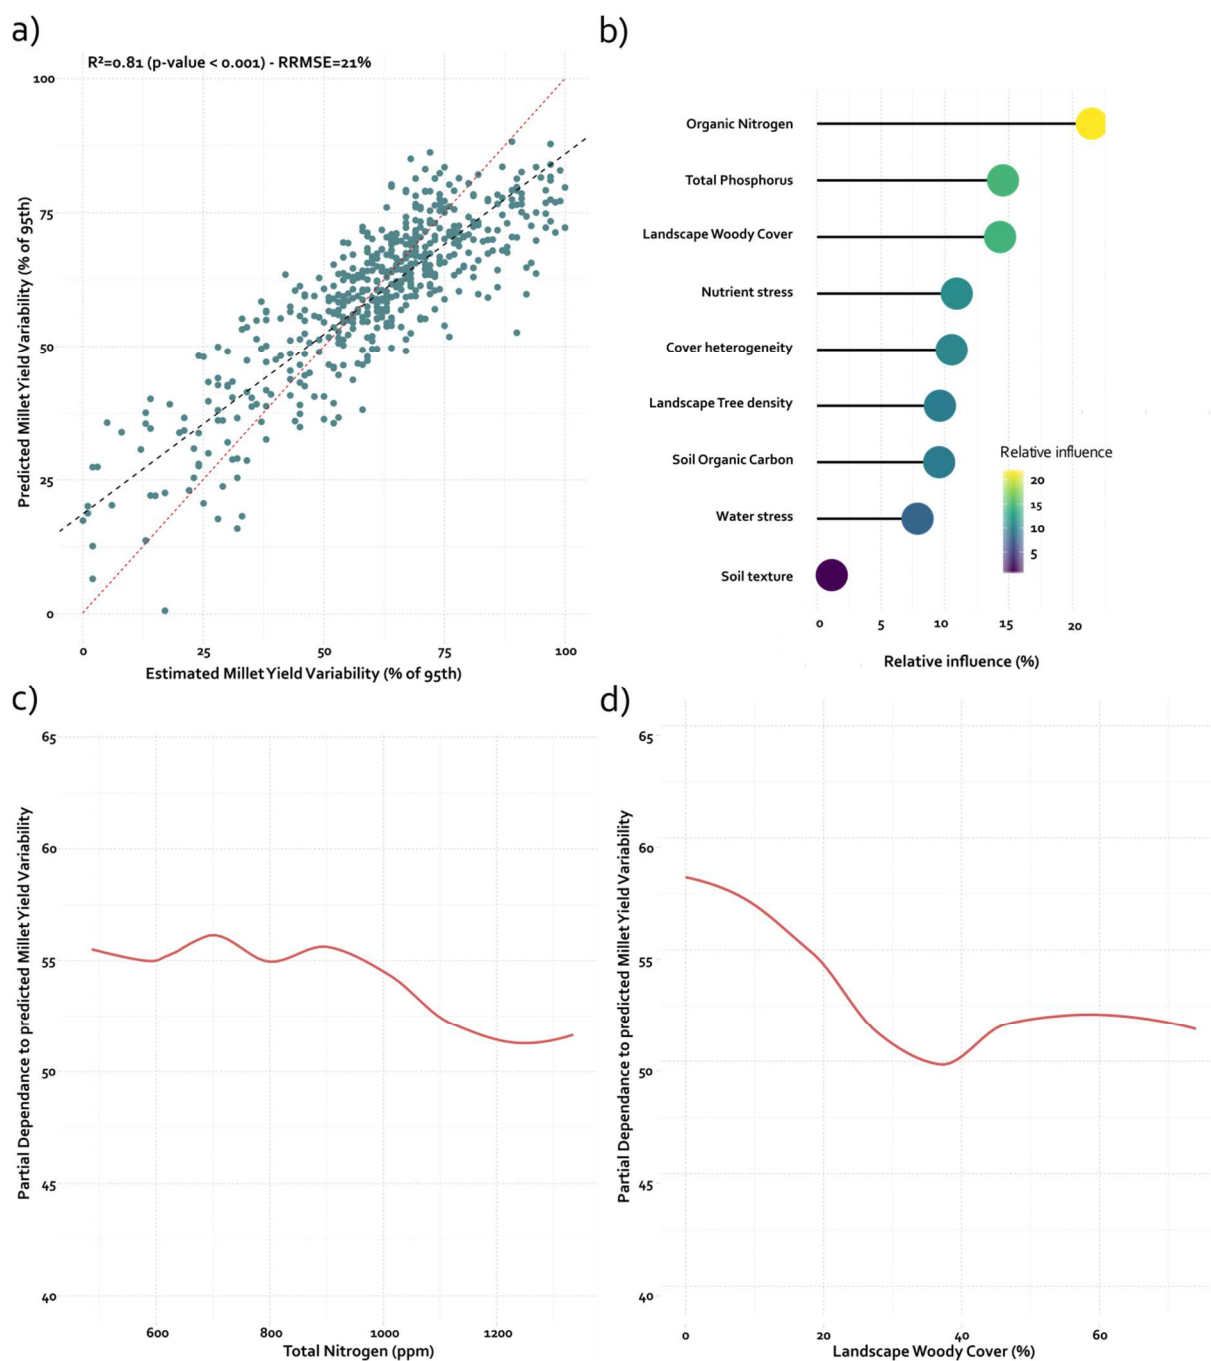 a)
R²=0.81 (p-value < 0.001) - RRMSE=21%
100
75
50
25
0
0 25 50 75 100
Predicted Millet Yield Variability (% of 95th)
Estimated Millet Yield Variability (% of 95th)
b)
Organic Nitrogen
Total Phosphorus
Landscape Woody Cover
Nutrient stress
Cover heterogeneity
Landscape Tree density
Soil Organic Carbon
Water stress
Soil texture
Relative influence
20
15
10
5
0 5 10 15 20
Relative influence (%)
c)
65
60
55
50
45
40
600 800 1000 1200
Partial Dependance to predicted Millet Yield Variability
Total Nitrogen (ppm)
d)
65
60
55
50
45
40
0 20 40 60
Partial Dependance to predicted Millet Yield Variability
Landscape Woody Cover (%)